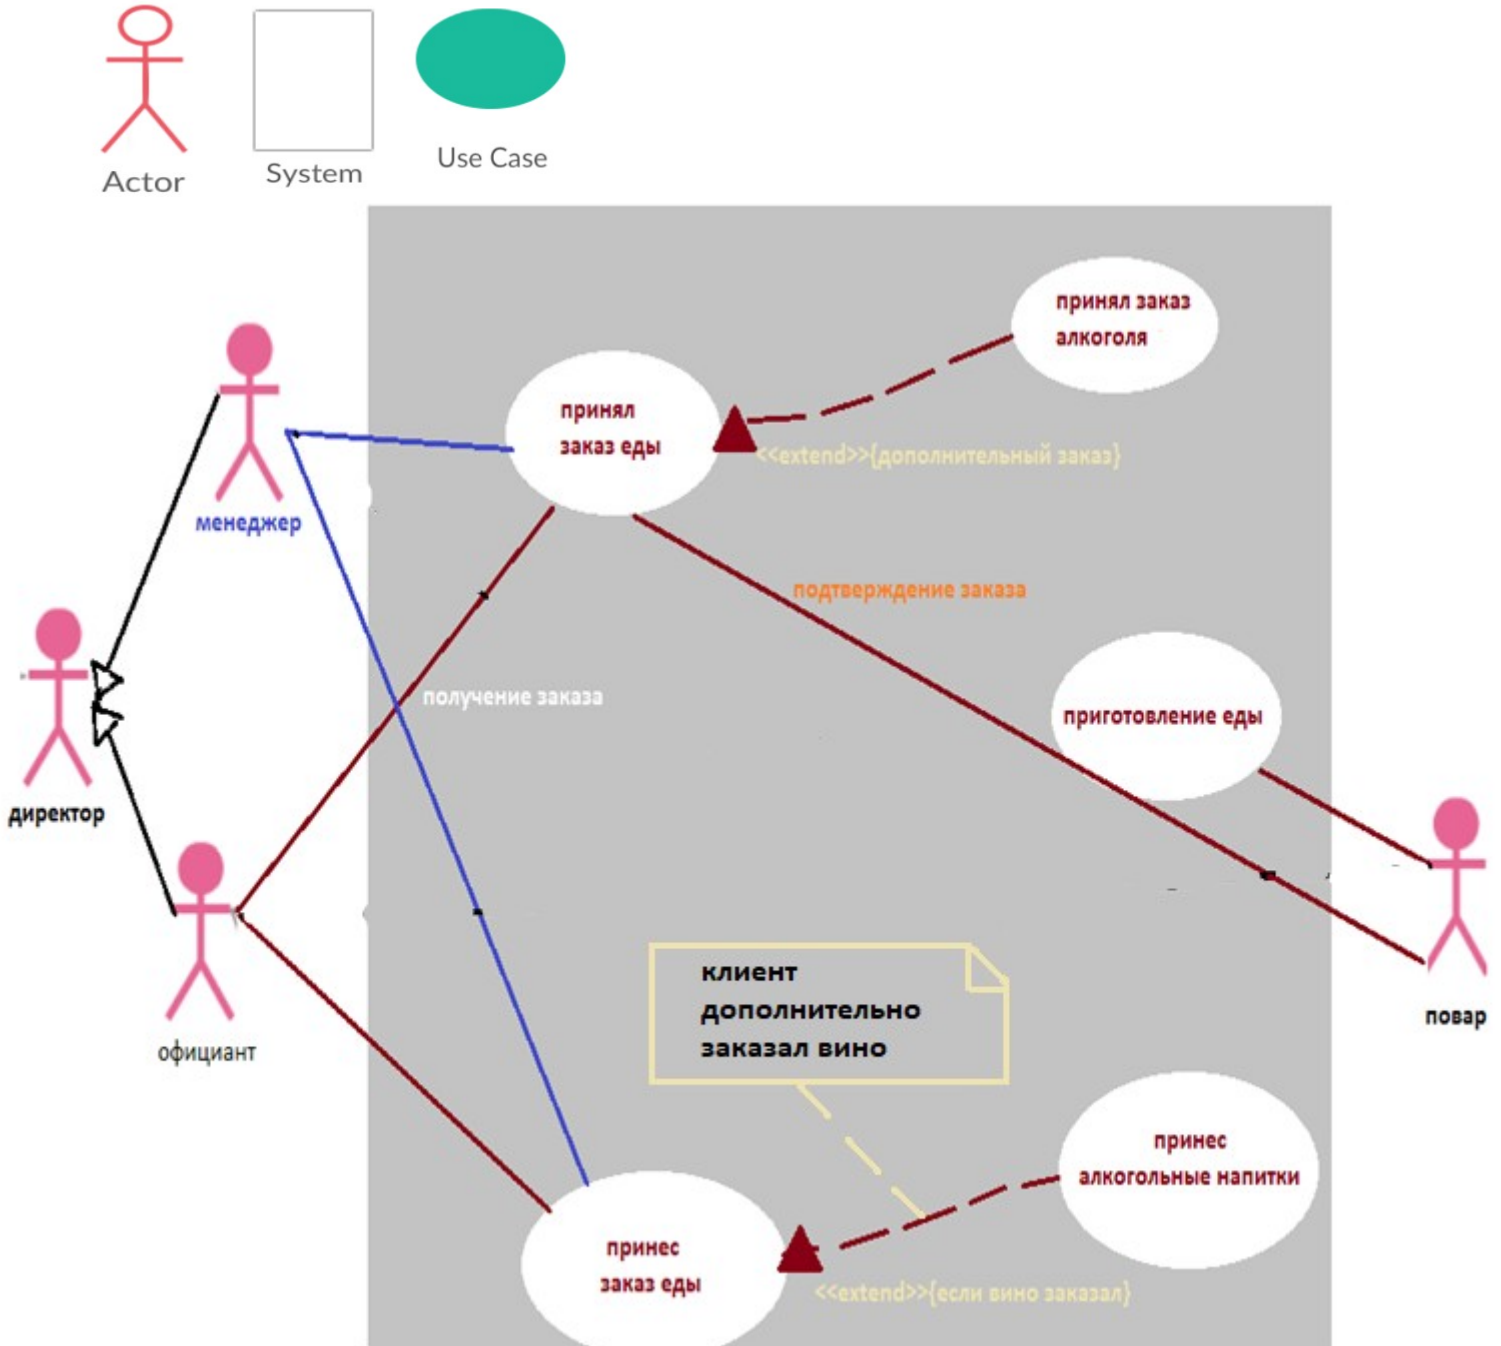 Actor
System
Use Case
принял заказ
алкоголя
принял
заказ еды
<<extend>>{дополнительный заказ}
менеджер
подтверждение заказа
получение заказа
приготовление еды
директор
клиент
дополнительно
заказал вино
повар
официант
принес
алкогольные напитки
принес
заказ еды
<<extend>>{если вино заказал}